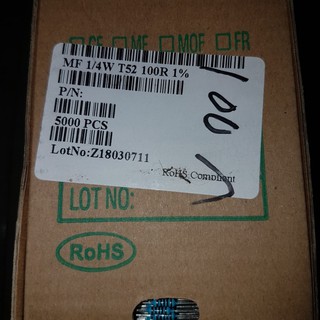 CF MF MOF FR
MF 1/4W T52 100R 1%
P/N:
5000 PCS
LotNo:Z18030711
RoHS Compliant
LOT NO:
RoHS